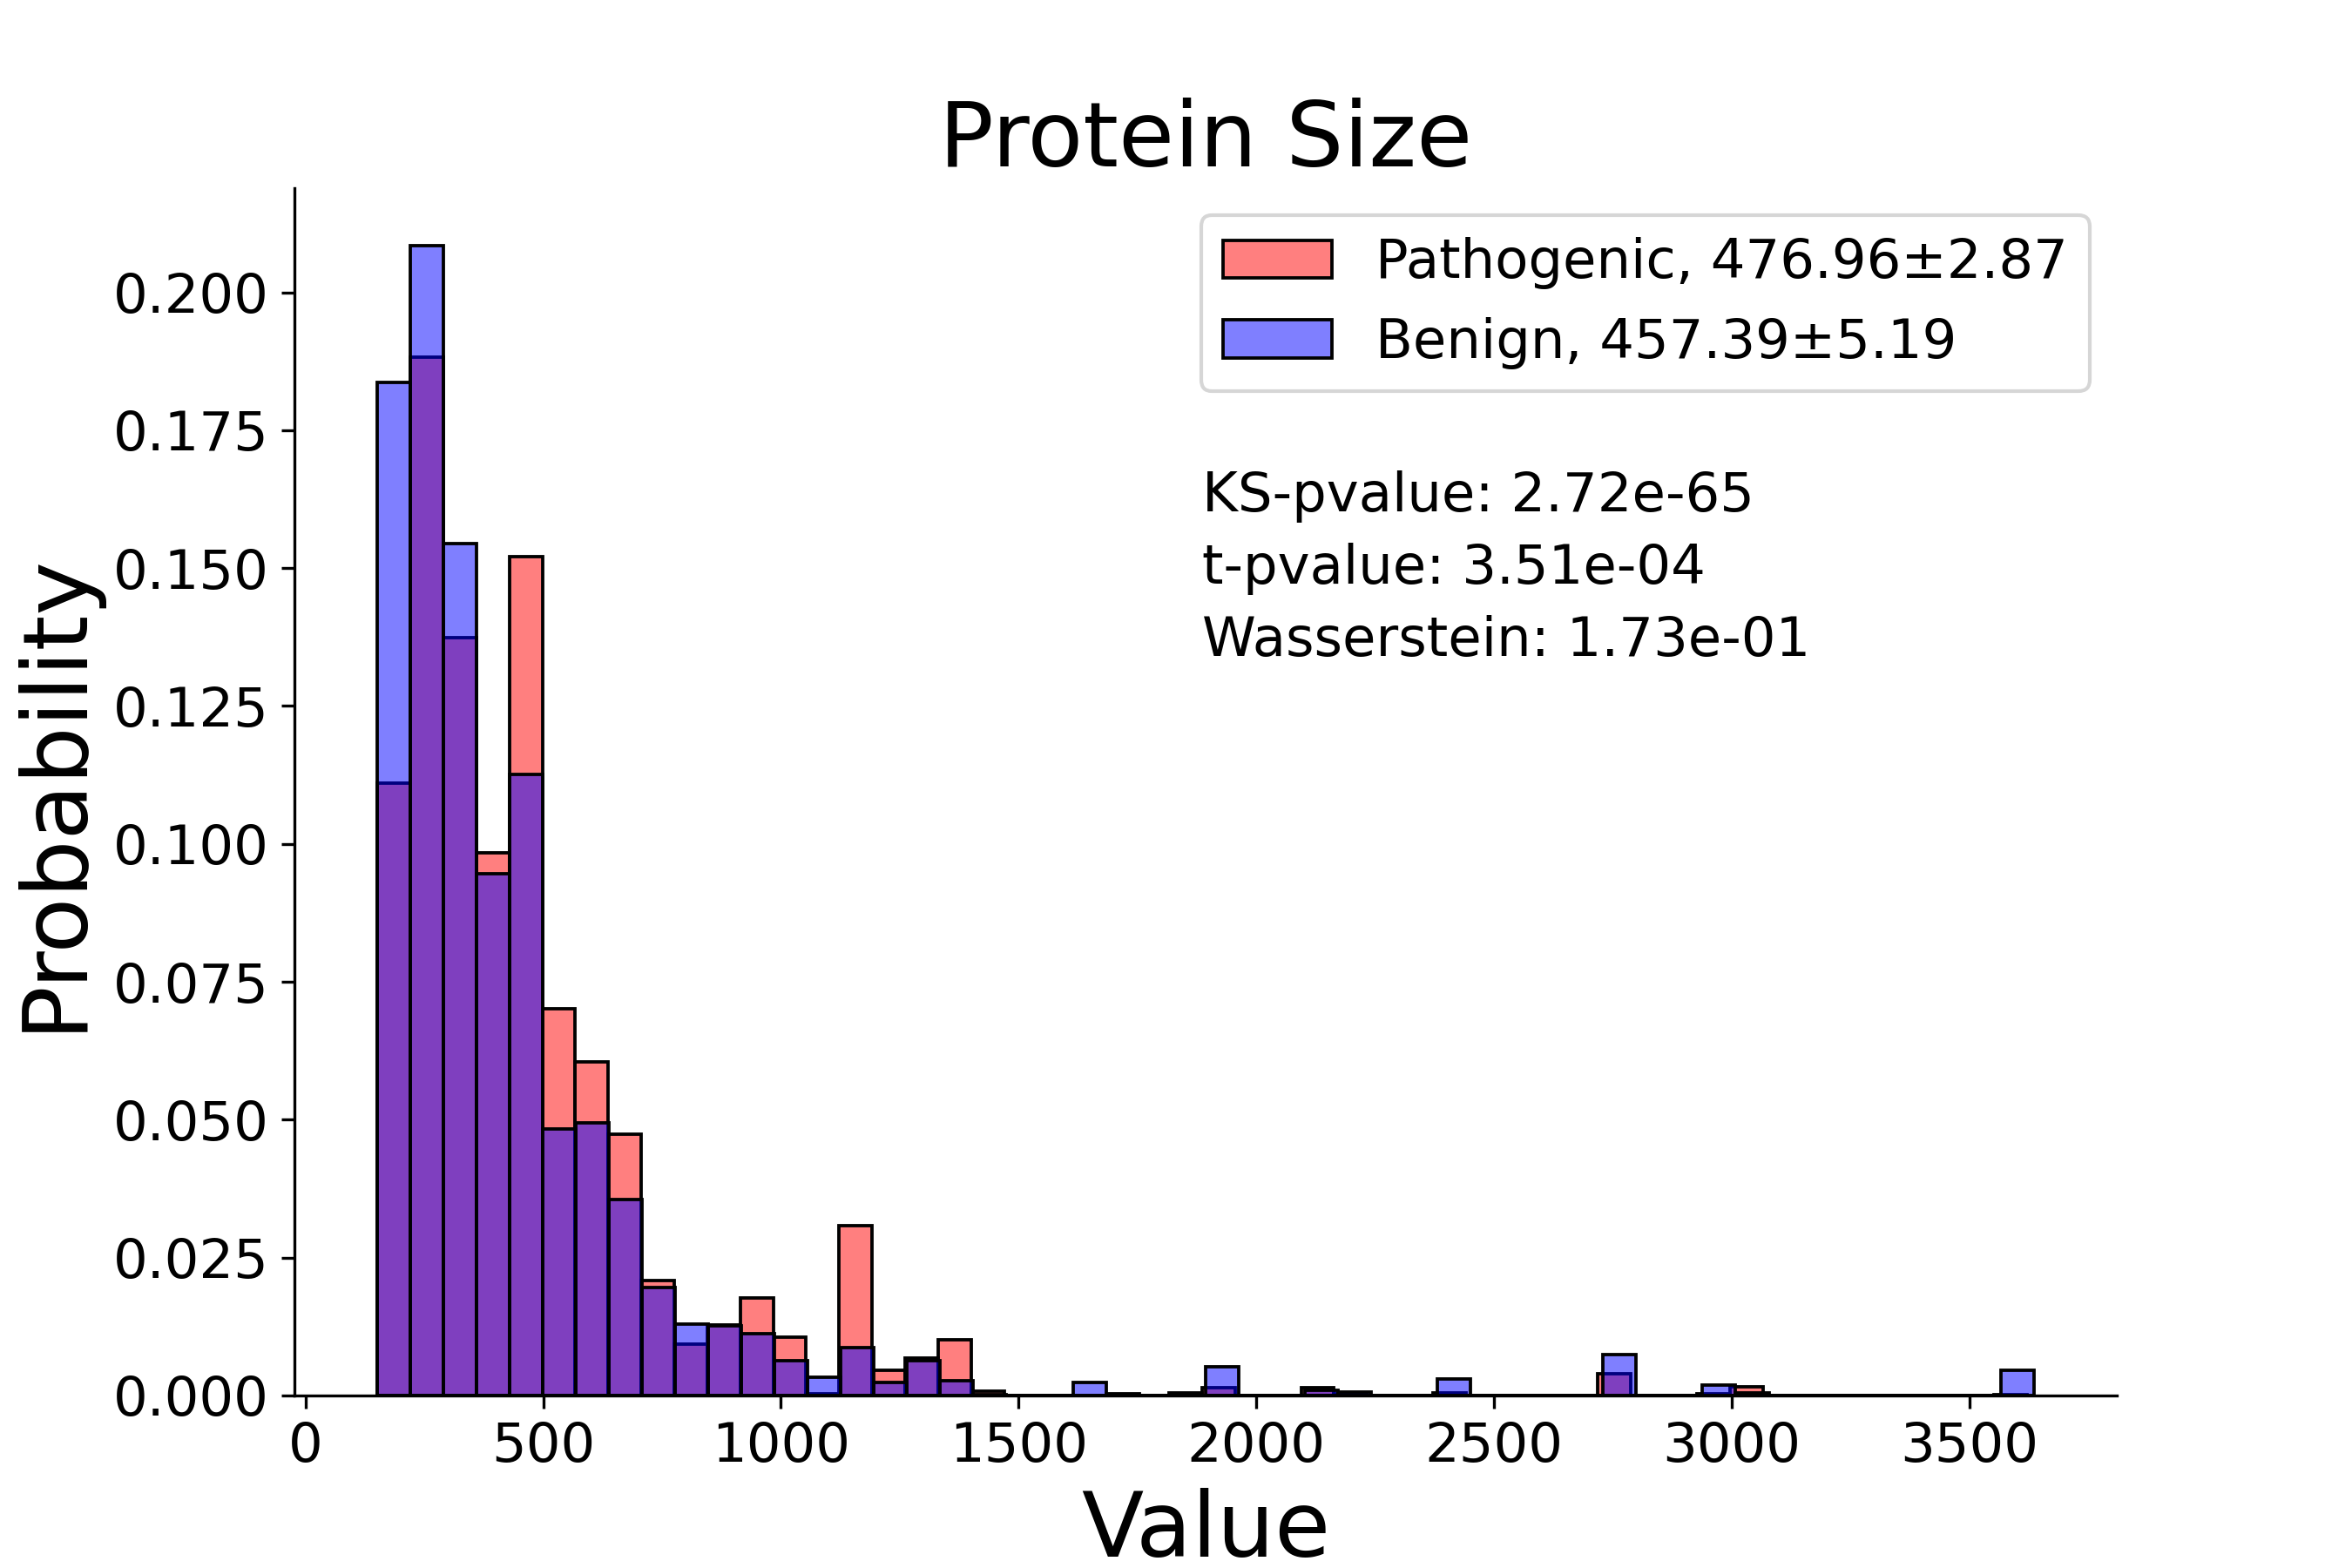 Protein Size
Pathogenic, 476.96±2.87
Benign, 457.39±5.19
KS-pvalue: 2.72e-65
t-pvalue: 3.51e-04
Wasserstein: 1.73e-01
Probability
0.200
0.175
0.150
0.125
0.100
0.075
0.050
0.025
0.000
0 500 1000 1500 2000 2500 3000 3500
Value